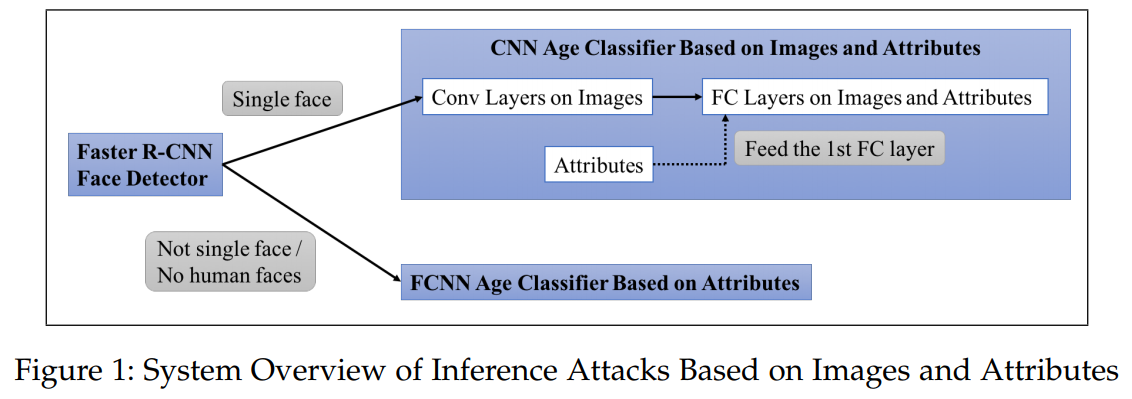 CNN Age Classifier Based on Images and Attributes
Single face
Conv Layers on Images
FC Layers on Images and Attributes
Faster R-CNN
Face Detector
Attributes
Feed the 1st FC layer
Not single face /
No human faces
FCNN Age Classifier Based on Attributes
Figure 1: System Overview of Inference Attacks Based on Images and Attributes